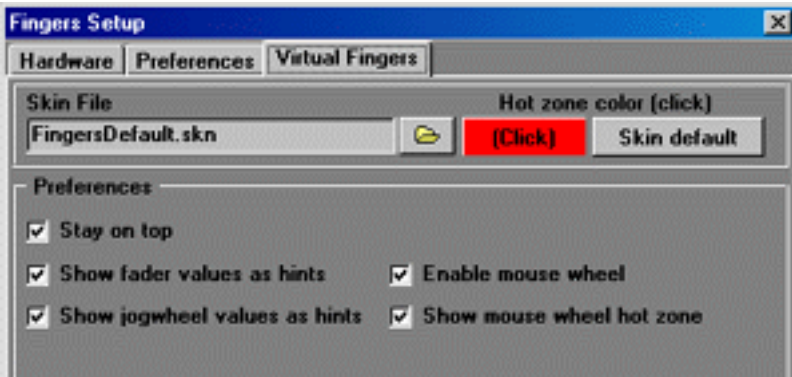 Fingers Setup
Hardware Preferences Virtual Fingers
Skin File Hot zone color (click)
FingersDefault.skn (Click) Skin default
Preferences
Stay on top
Show fader values as hints Enable mouse wheel
Show jogwheel values as hints Show mouse wheel hot zone